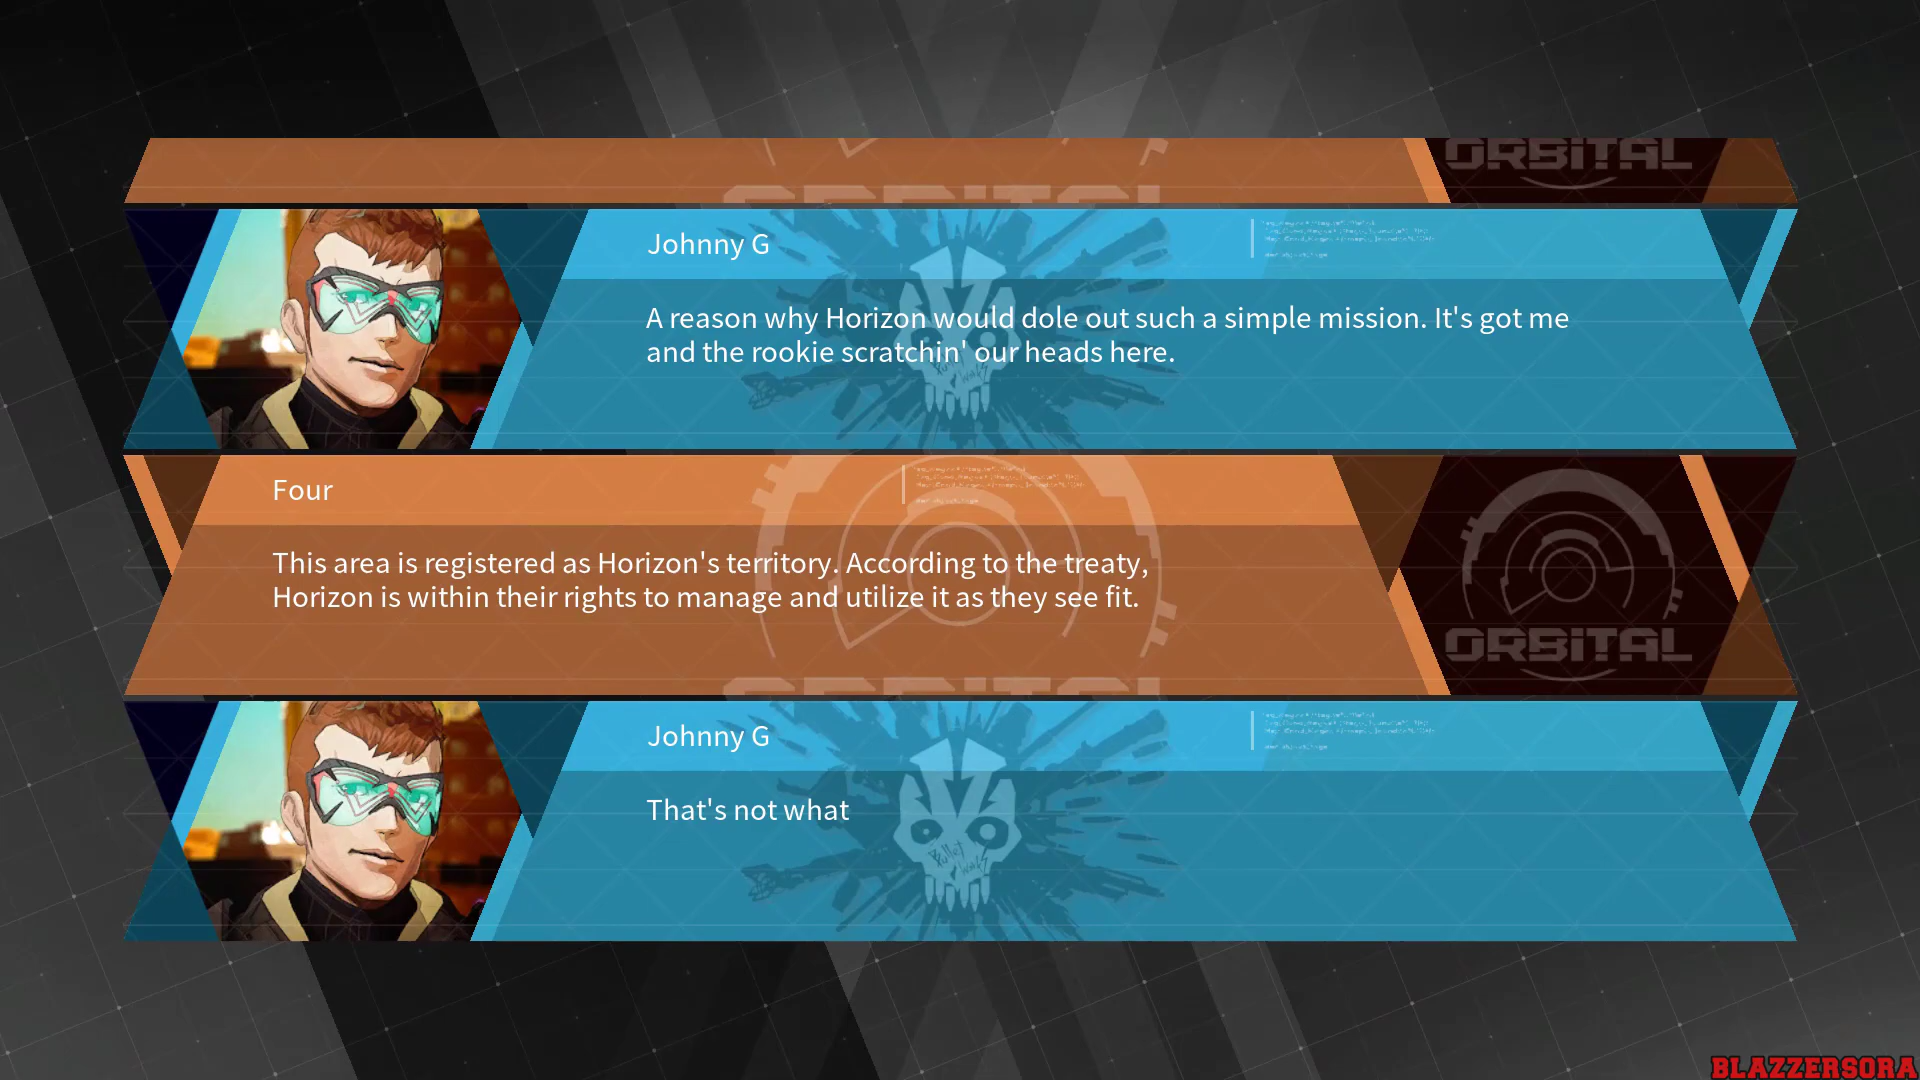 ORBITAL
Johnny G
A reason why Horizon would dole out such a simple mission. It's got me
and the rookie scratchin' our heads here.
Four
This area is registered as Horizon's territory. According to the treaty,
Horizon is within their rights to manage and utilize it as they see fit.
ORBITAL
Johnny G
That's not what
Bullet
Works
BLAZZERSORA